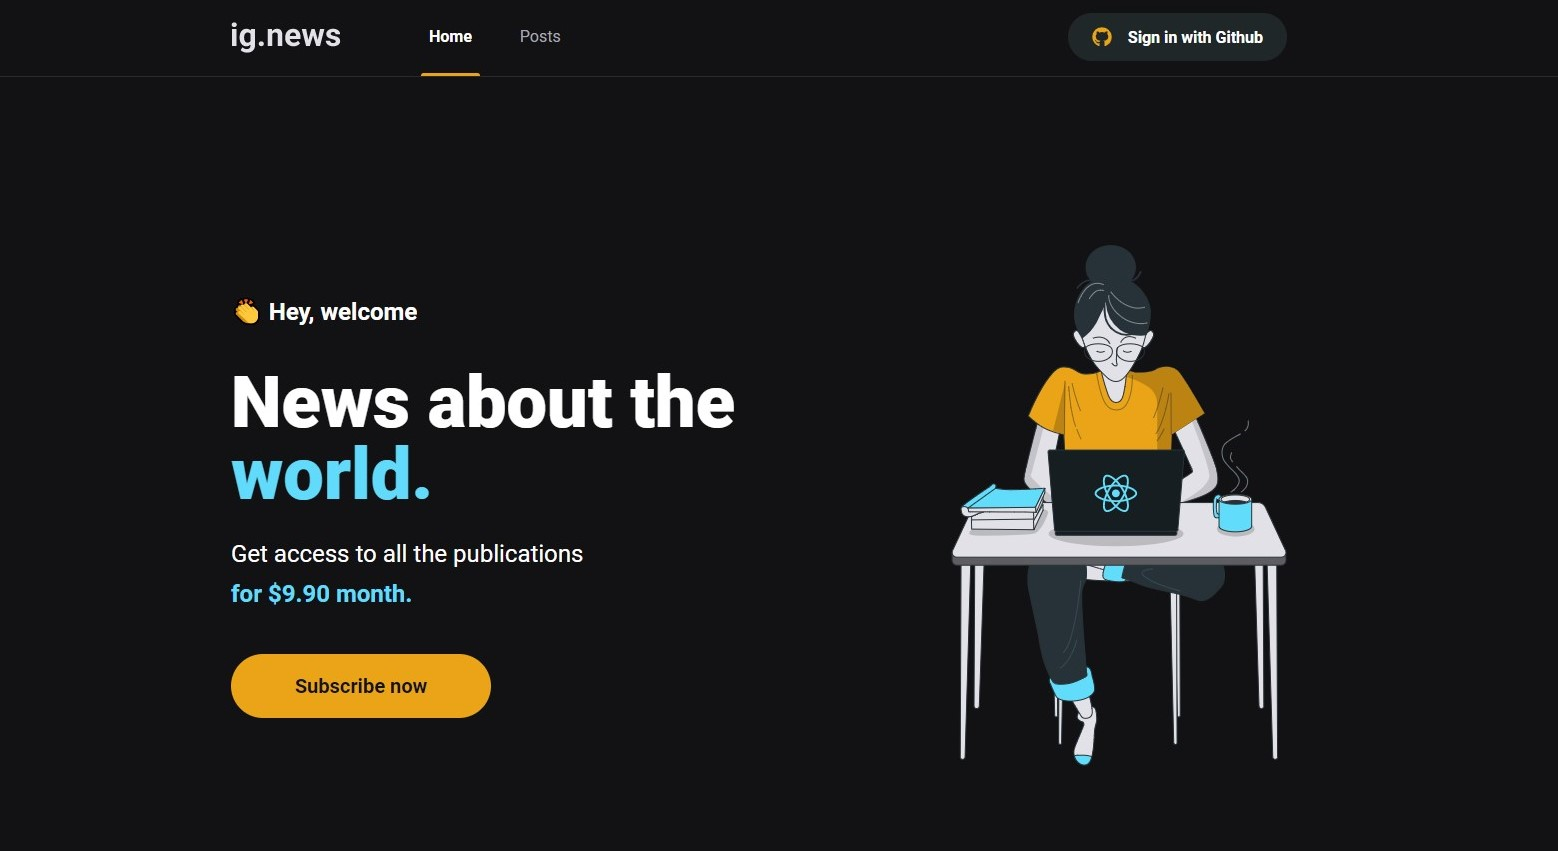 ig.news
Home
Posts
Sign in with Github
👏 Hey, welcome
News about the
world.
Get access to all the publications
for $9.90 month.
Subscribe now